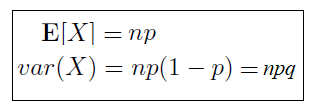 E[X] = np
var(X) = np(1 − p) = npq